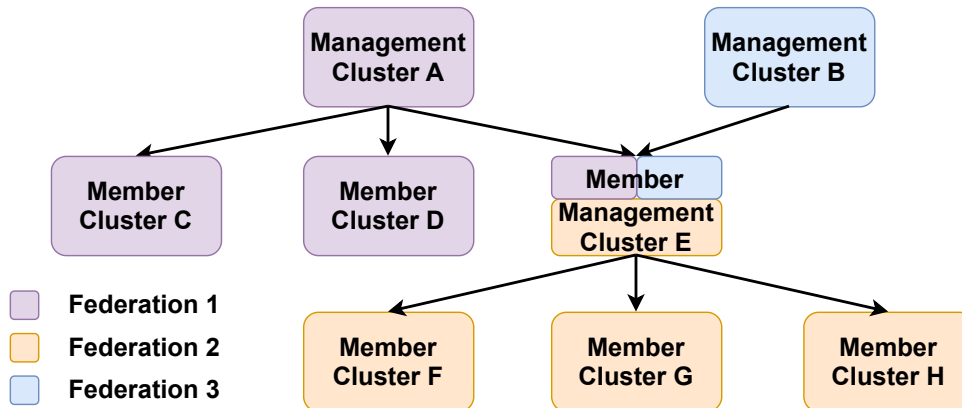 Management
Cluster A
Management
Cluster B
Member
Cluster C
Member
Cluster D
Member
Management
Cluster E
Federation 1
Federation 2
Federation 3
Member
Cluster F
Member
Cluster G
Member
Cluster H